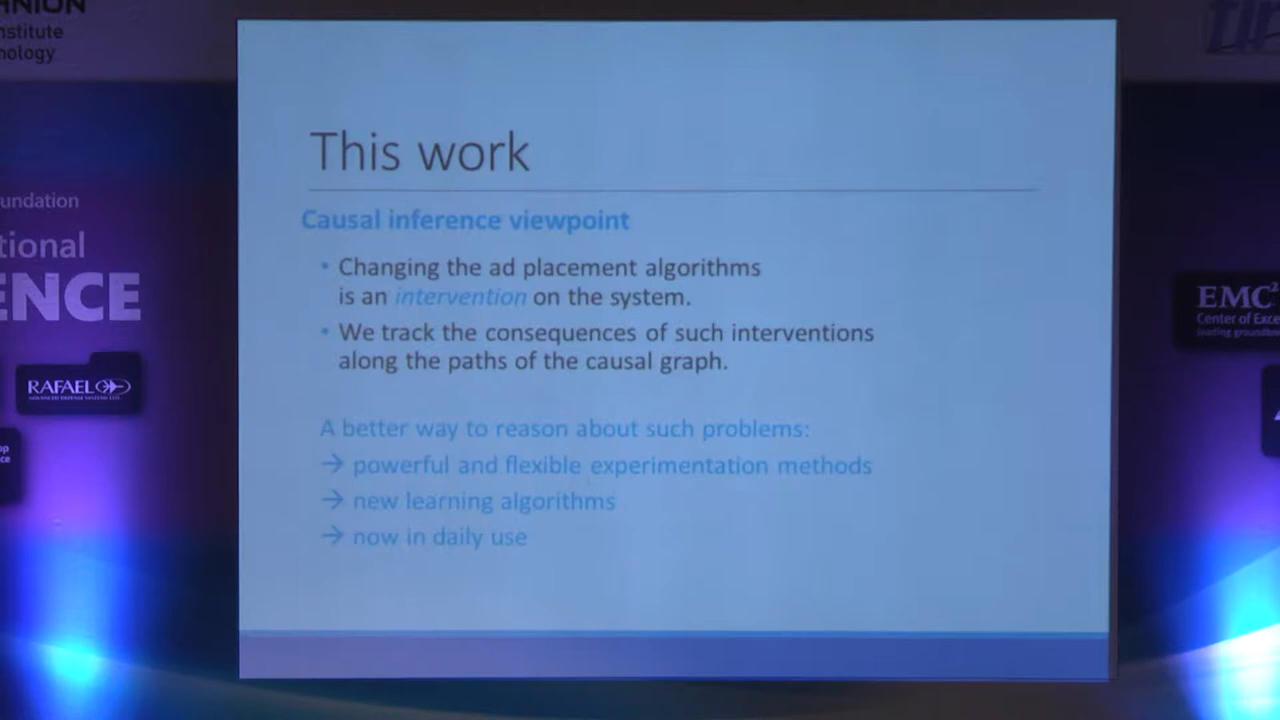 nstitute
nology
undation
tional
ENCE
RAFAEL
This work
Causal inference viewpoint
• Changing the ad placement algorithms
is an intervention on the system.
• We track the consequences of such interventions
along the paths of the causal graph.
A better way to reason about such problems:
→ powerful and flexible experimentation methods
→ new learning algorithms
→ now in daily use
EMC²
Center of Exce